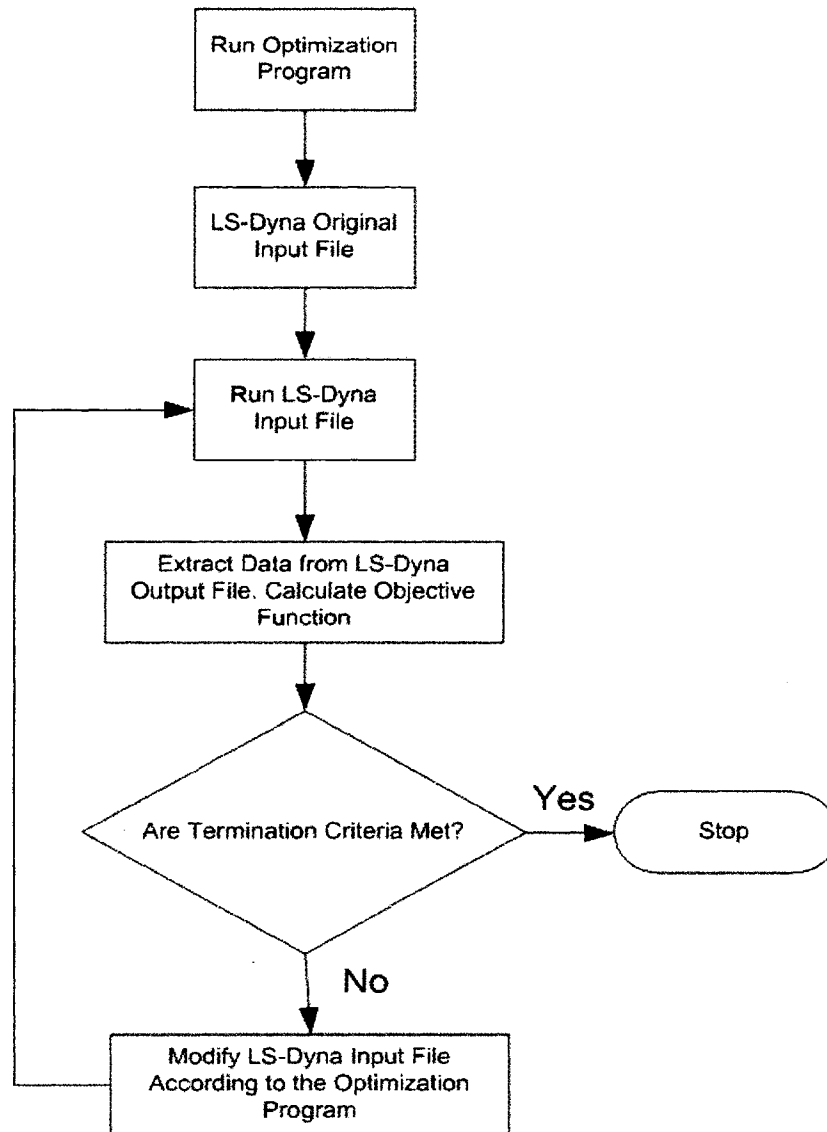 Run Optimization
Program
LS-Dyna Original
Input File
Run LS-Dyna
Input File
Extract Data from LS-Dyna
Output File. Calculate Objective
Function
Are Termination Criteria Met?
Yes
Stop
No
Modify LS-Dyna Input File
According to the Optimization
Program